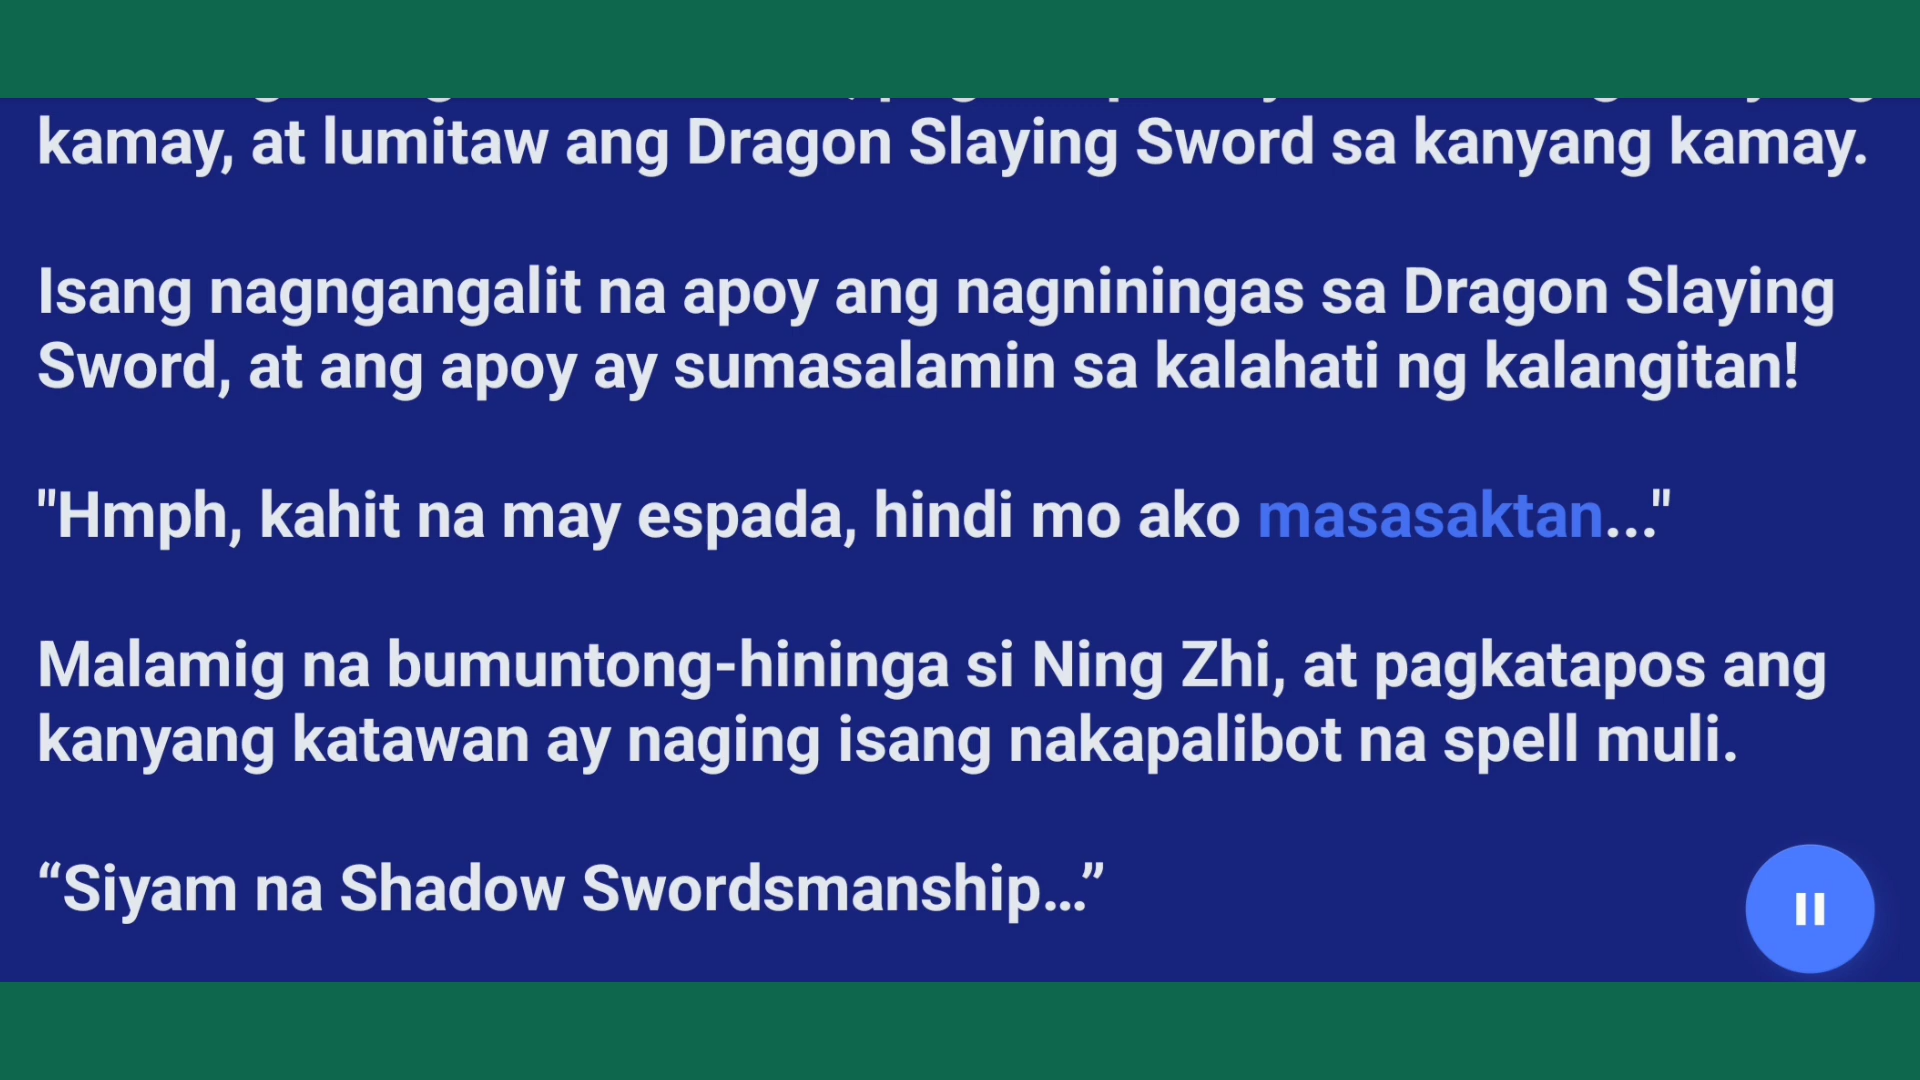 kamay, at lumitaw ang Dragon Slaying Sword sa kanyang kamay.
Isang nagngangalit na apoy ang nagniningas sa Dragon Slaying
Sword, at ang apoy ay sumasalamin sa kalahati ng kalangitan!
"Hmph, kahit na may espada, hindi mo ako masasaktan..."
Malamig na bumuntong-hininga si Ning Zhi, at pagkatapos ang
kanyang katawan ay naging isang nakapalibot na spell muli.
“Siyam na Shadow Swordsmanship…”